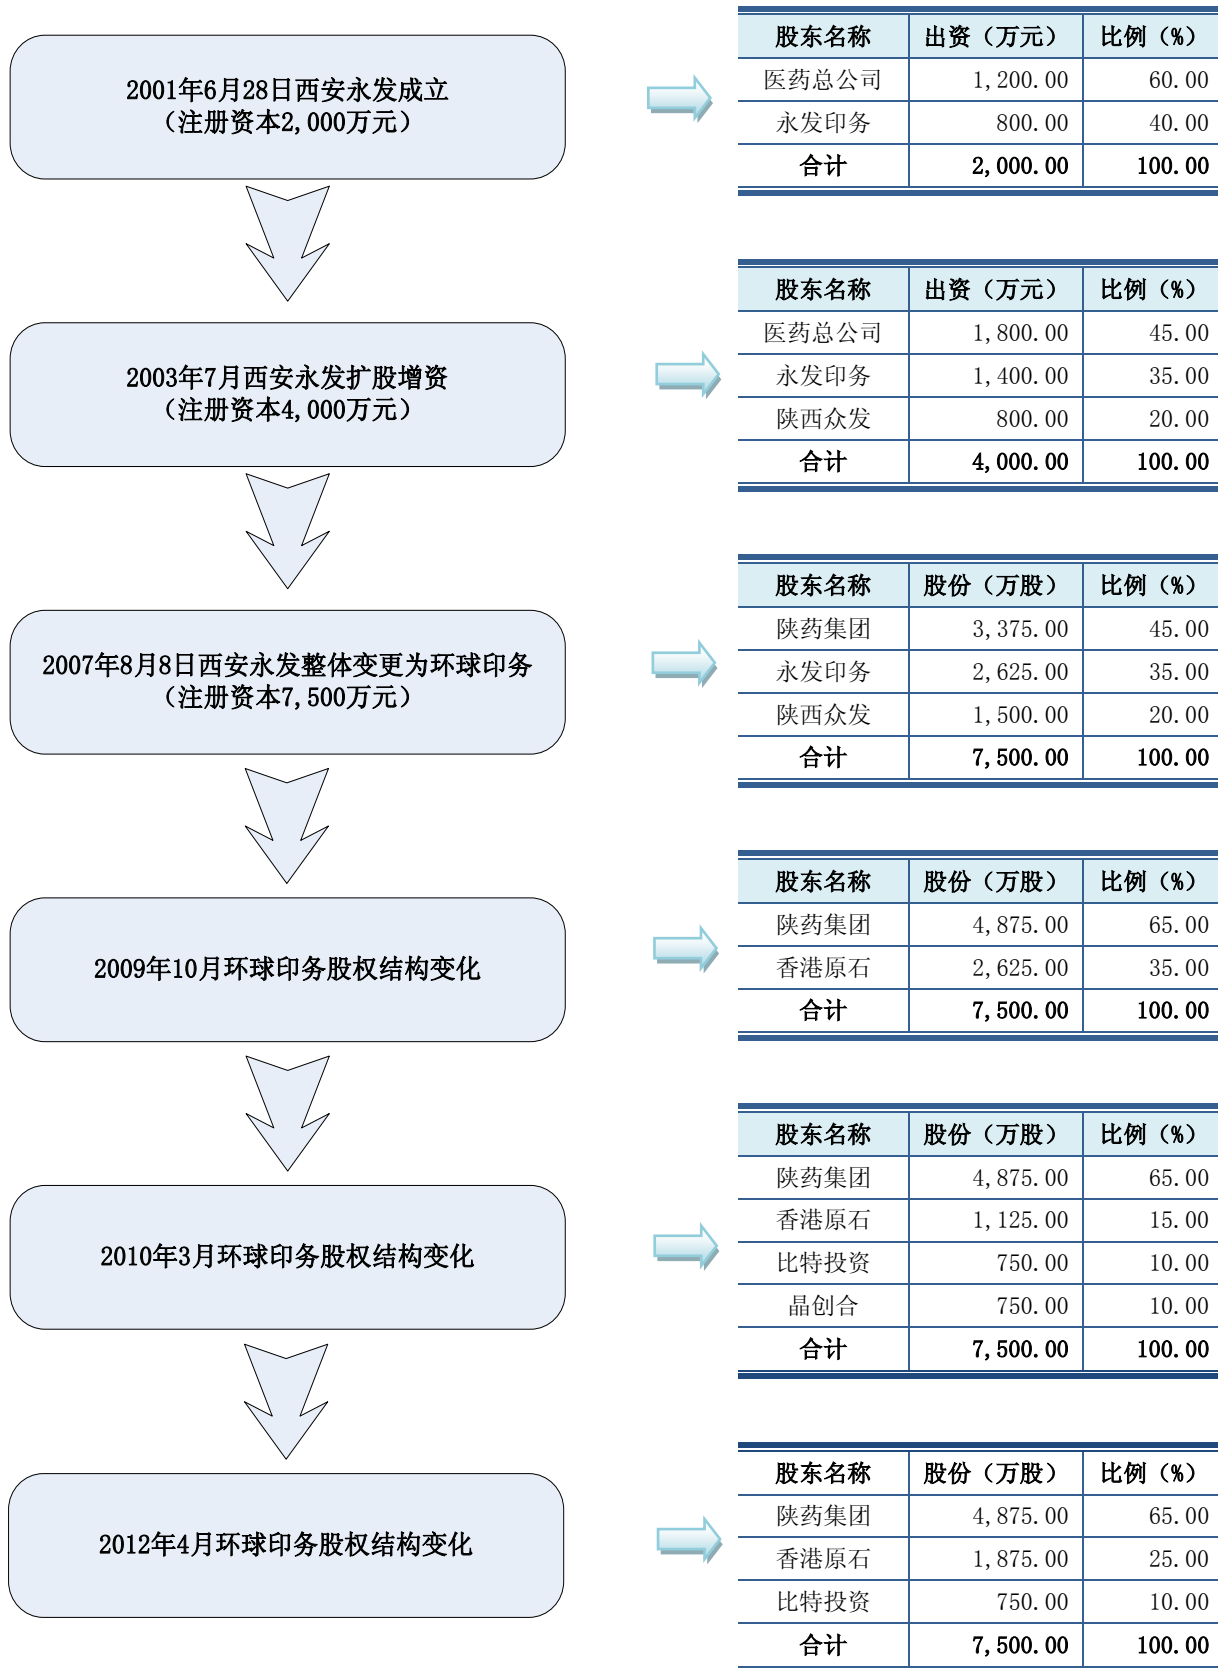 2001年6月28日西安永发成立
（注册资本2,000万元）
股东名称 出资（万元） 比例（%）
医药总公司 1,200.00 60.00
永发印务 800.00 40.00
合计 2,000.00 100.00
2003年7月西安永发扩股增资
（注册资本4,000万元）
股东名称 出资（万元） 比例（%）
医药总公司 1,800.00 45.00
永发印务 1,400.00 35.00
陕西众发 800.00 20.00
合计 4,000.00 100.00
2007年8月8日西安永发整体变更为环球印务
（注册资本7,500万元）
股东名称 股份（万股） 比例（%）
陕药集团 3,375.00 45.00
永发印务 2,625.00 35.00
陕西众发 1,500.00 20.00
合计 7,500.00 100.00
2009年10月环球印务股权结构变化
股东名称 股份（万股） 比例（%）
陕药集团 4,875.00 65.00
香港原石 2,625.00 35.00
合计 7,500.00 100.00
2010年3月环球印务股权结构变化
股东名称 股份（万股） 比例（%）
陕药集团 4,875.00 65.00
香港原石 1,125.00 15.00
比特投资 750.00 10.00
晶创合 750.00 10.00
合计 7,500.00 100.00
2012年4月环球印务股权结构变化
股东名称 股份（万股） 比例（%）
陕药集团 4,875.00 65.00
香港原石 1,875.00 25.00
比特投资 750.00 10.00
合计 7,500.00 100.00